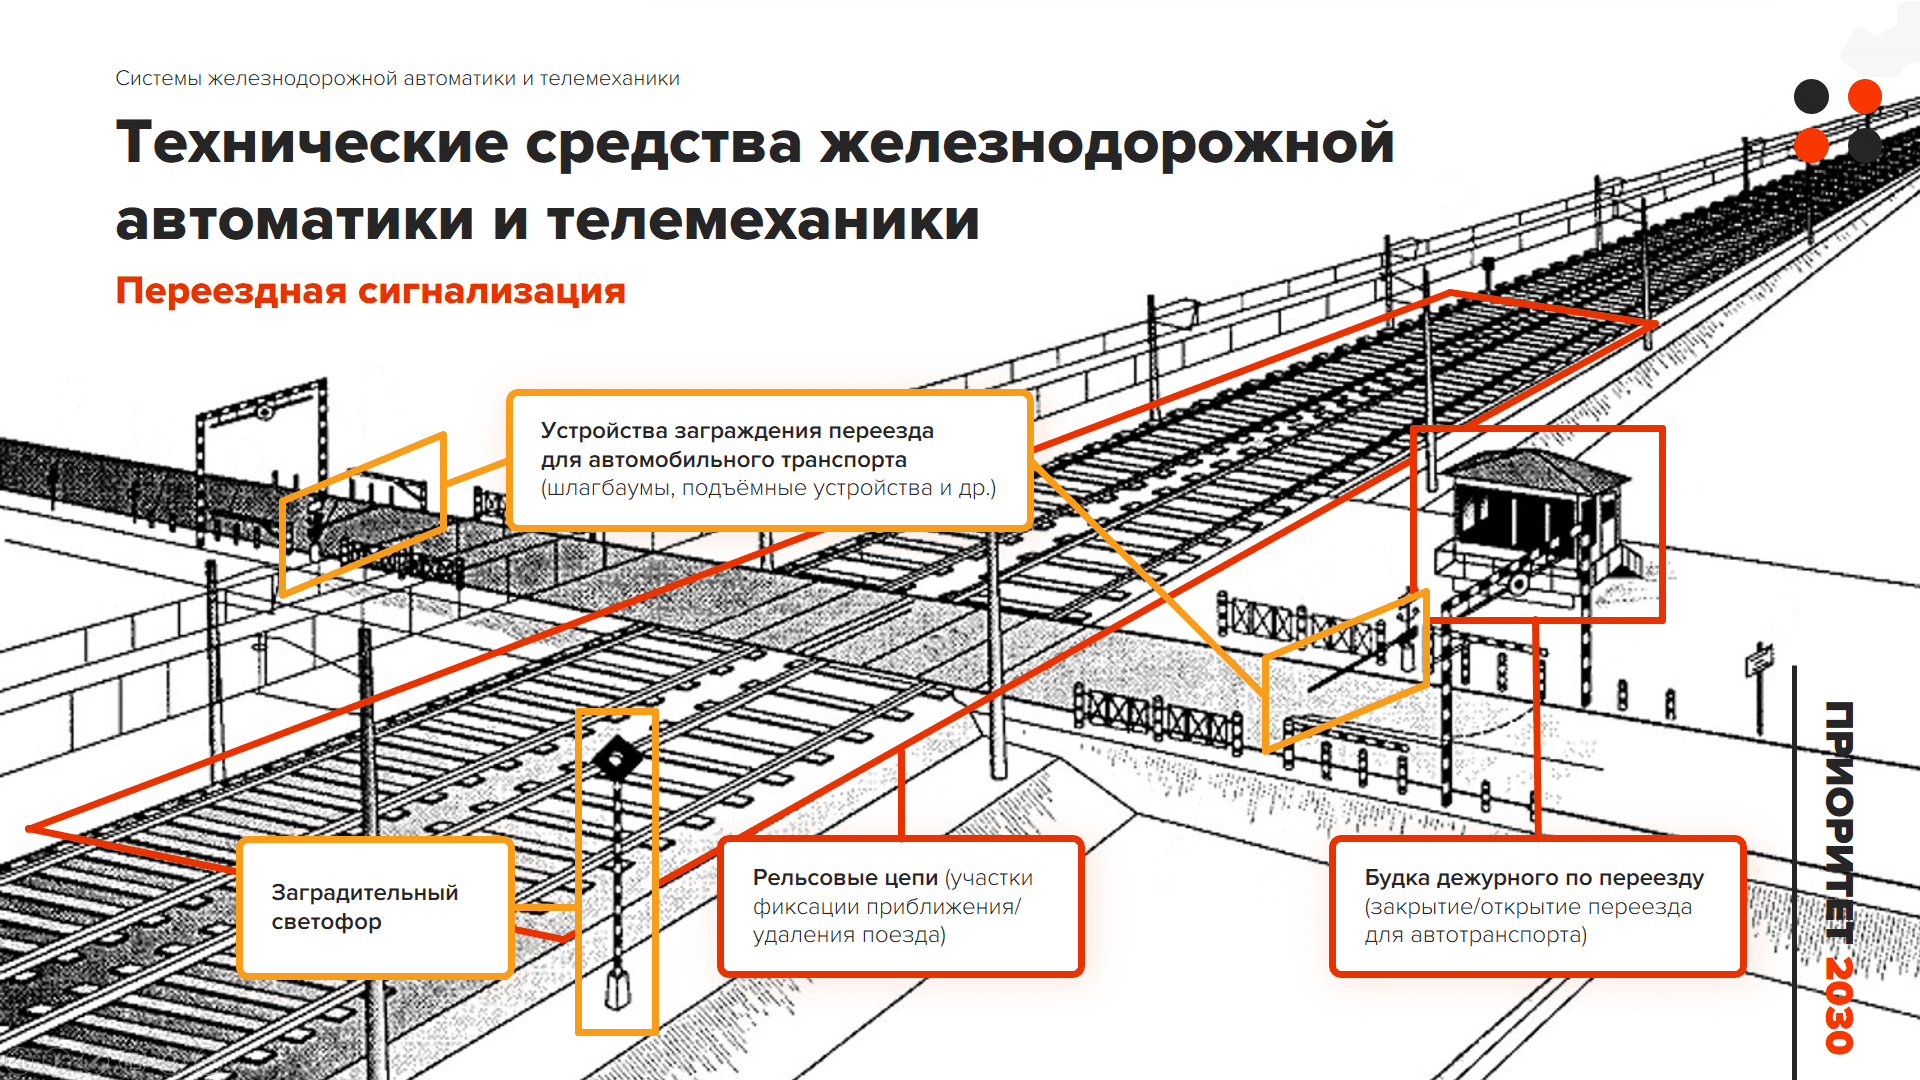 Системы железнодорожной автоматики и телемеханики
Технические средства железнодорожной
автоматики и телемеханики
Переездная сигнализация
Устройства заграждения переезда
для автомобильного транспорта
(шлагбаумы, подъёмные устройства и др.)
Заградительный
светофор
Рельсовые цепи (участки
фиксации приближения/
удаления поезда)
Будка дежурного по переезду
(закрытие/открытие переезда
для автотранспорта)
ПРИОРИТЕТ 2030